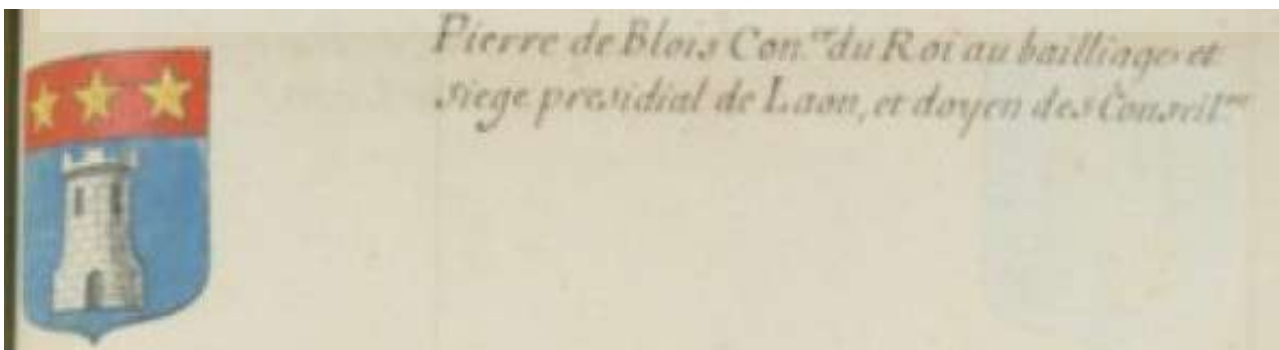 Pierre de Blois Con.er du Roi au bailliage et
siege presidial de Laon, et doyen des Conseil.rs